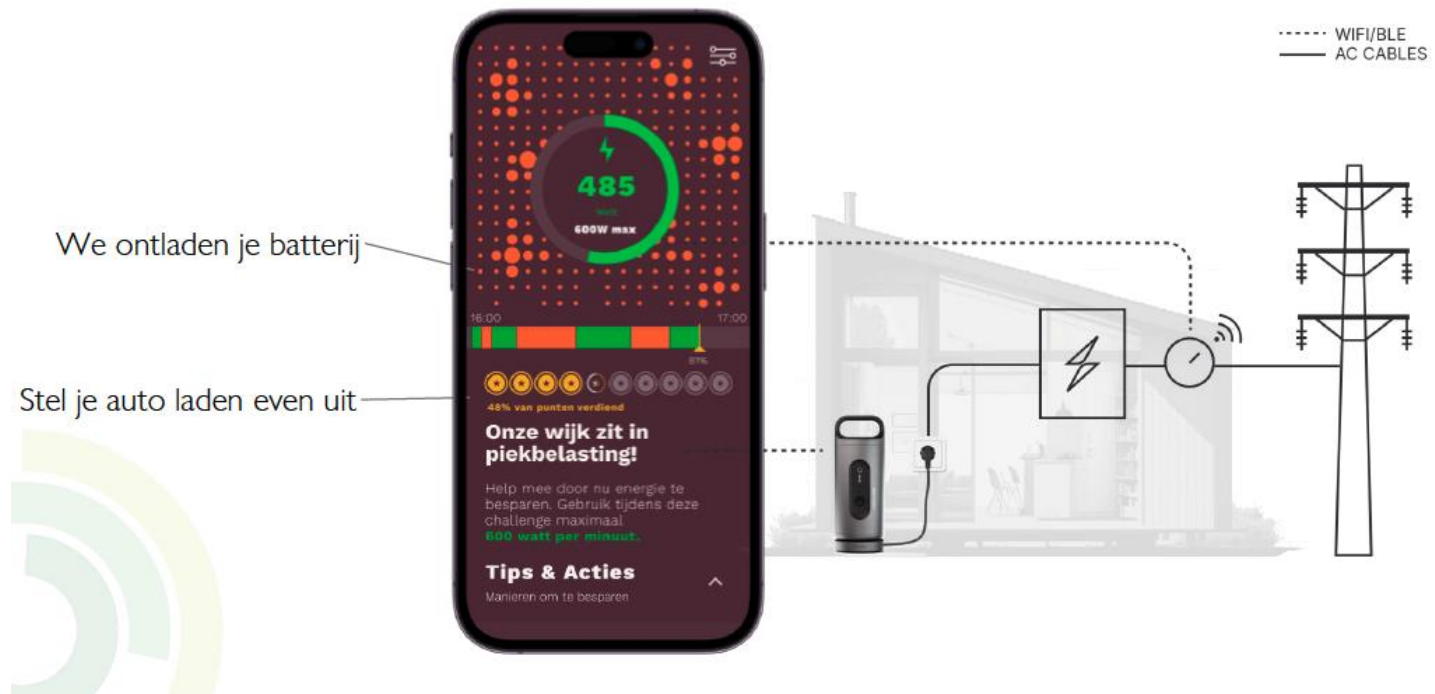 WIFI/BLE
AC CABLES
We ontladen je batterij
Stel je auto laden even uit
485
Watt
600W max
16:00
17:00
81%
48% van punten verdiend
Onze wijk zit in
piekbelasting!
Help mee door nu energie te
besparen. Gebruik tijdens deze
challenge maximaal
600 watt per minuut.
Tips & Acties
Manieren om te besparen